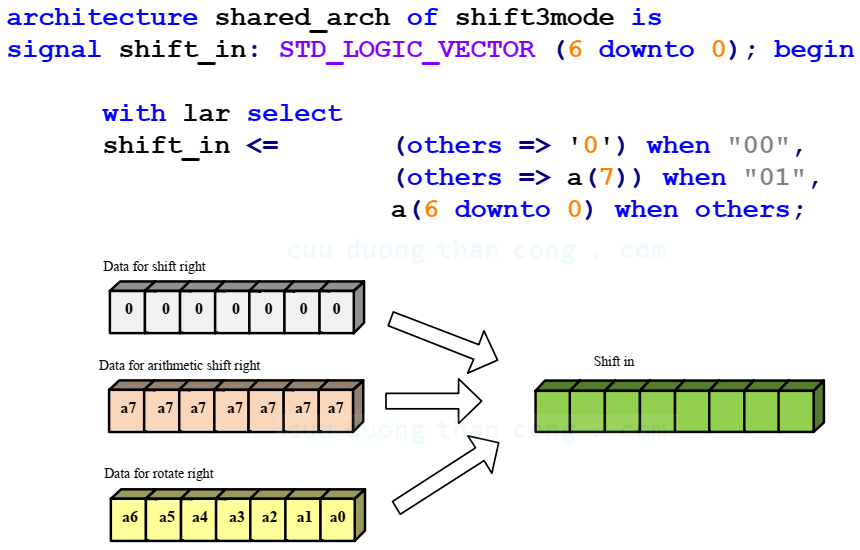 architecture shared_arch of shift3mode is
signal shift_in: STD_LOGIC_VECTOR (6 downto 0); begin
with lar select
shift_in <= (others => '0') when "00",
(others => a(7)) when "01",
a(6 downto 0) when others;
cuu duong than cong . com
Data for shift right
0 0 0 0 0 0 0
Data for arithmetic shift right
Shift in
a7 a7 a7 a7 a7 a7 a7
cuu duong than cong . com
Data for rotate right
a6 a5 a4 a3 a2 a1 a0